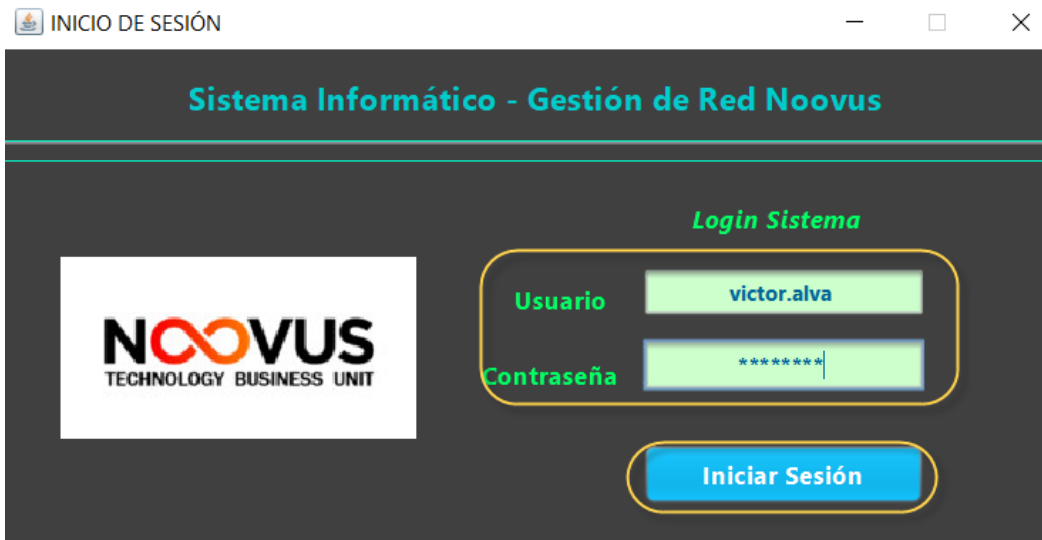 INICIO DE SESIÓN
Sistema Informático - Gestión de Red Noovus
Login Sistema
NOOVUS
TECHNOLOGY BUSINESS UNIT
Usuario
victor.alva
Contraseña
********
Iniciar Sesión